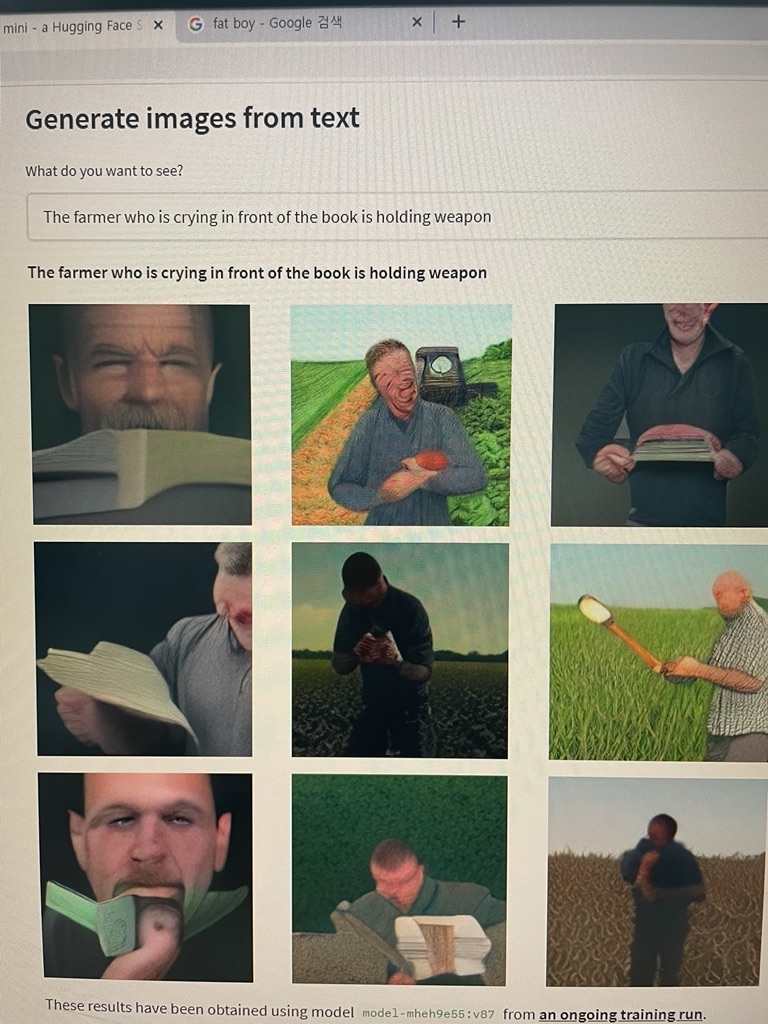 mini - a Hugging Face S
fat boy - Google 검색
Generate images from text
What do you want to see?
The farmer who is crying in front of the book is holding weapon
The farmer who is crying in front of the book is holding weapon
These results have been obtained using model model-mheh9e55:v87 from an ongoing training run.